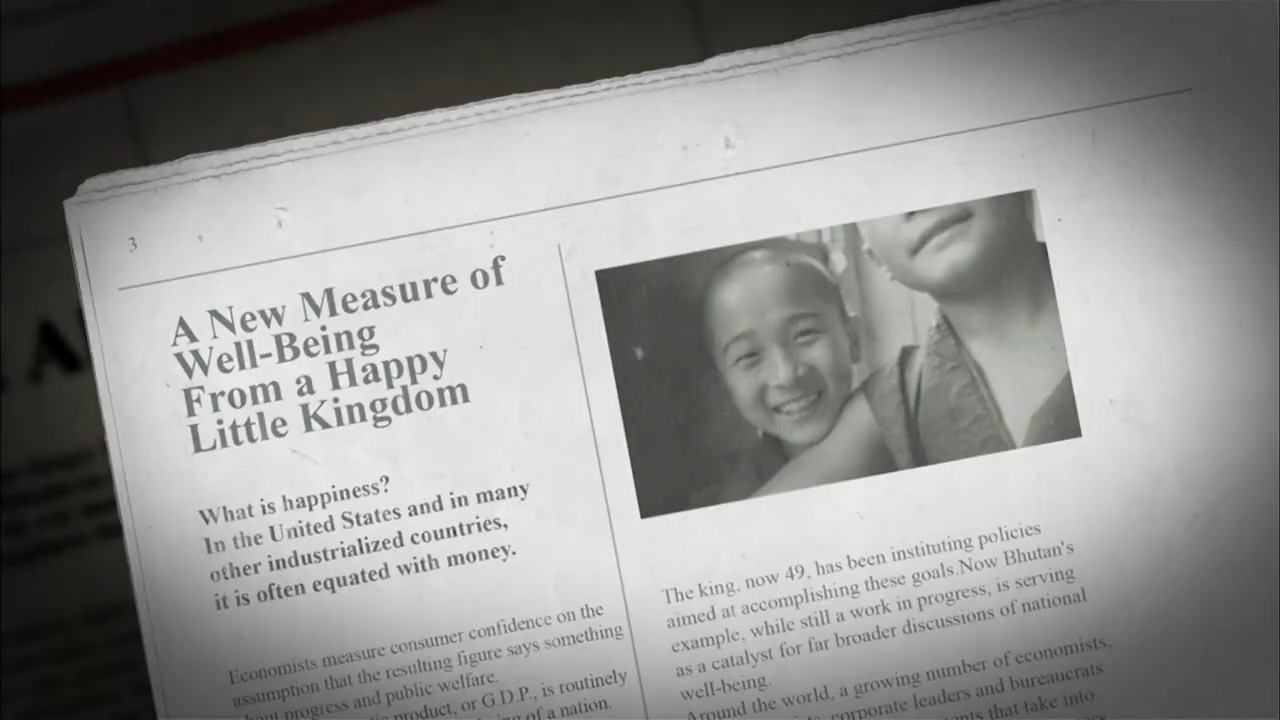 3
A New Measure of
Well-Being
From a Happy
Little Kingdom
What is happiness?
In the United States and in many
other industrialized countries,
it is often equated with money.
Economists measure consumer confidence on the
assumption that the resulting figure says something
about progress and public welfare.
product, or G.D.P., is routinely
of a nation.
The king, now 49, has been instituting policies
aimed at accomplishing these goals.Now Bhutan's
example, while still a work in progress, is serving
as a catalyst for far broader discussions of national
well-being.
Around the world, a growing number of economists,
corporate leaders and bureaucrats
that take into